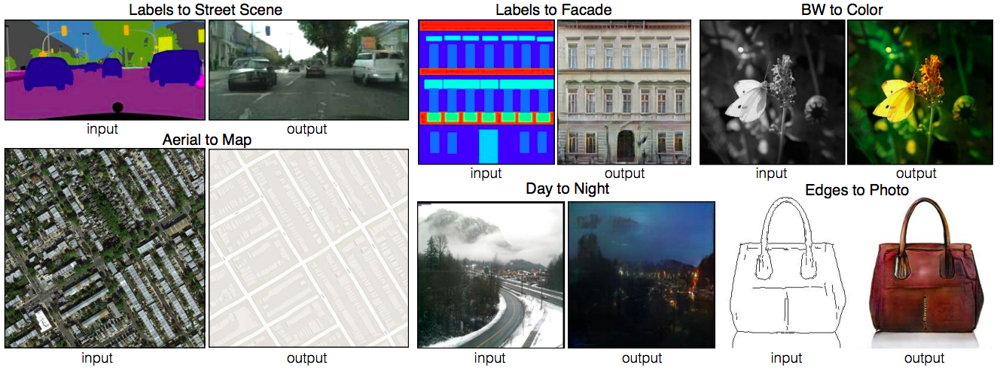 Labels to Street Scene
input
output
Aerial to Map
input
output
Labels to Facade
input
output
Day to Night
input
output
BW to Color
input
output
Edges to Photo
input
output